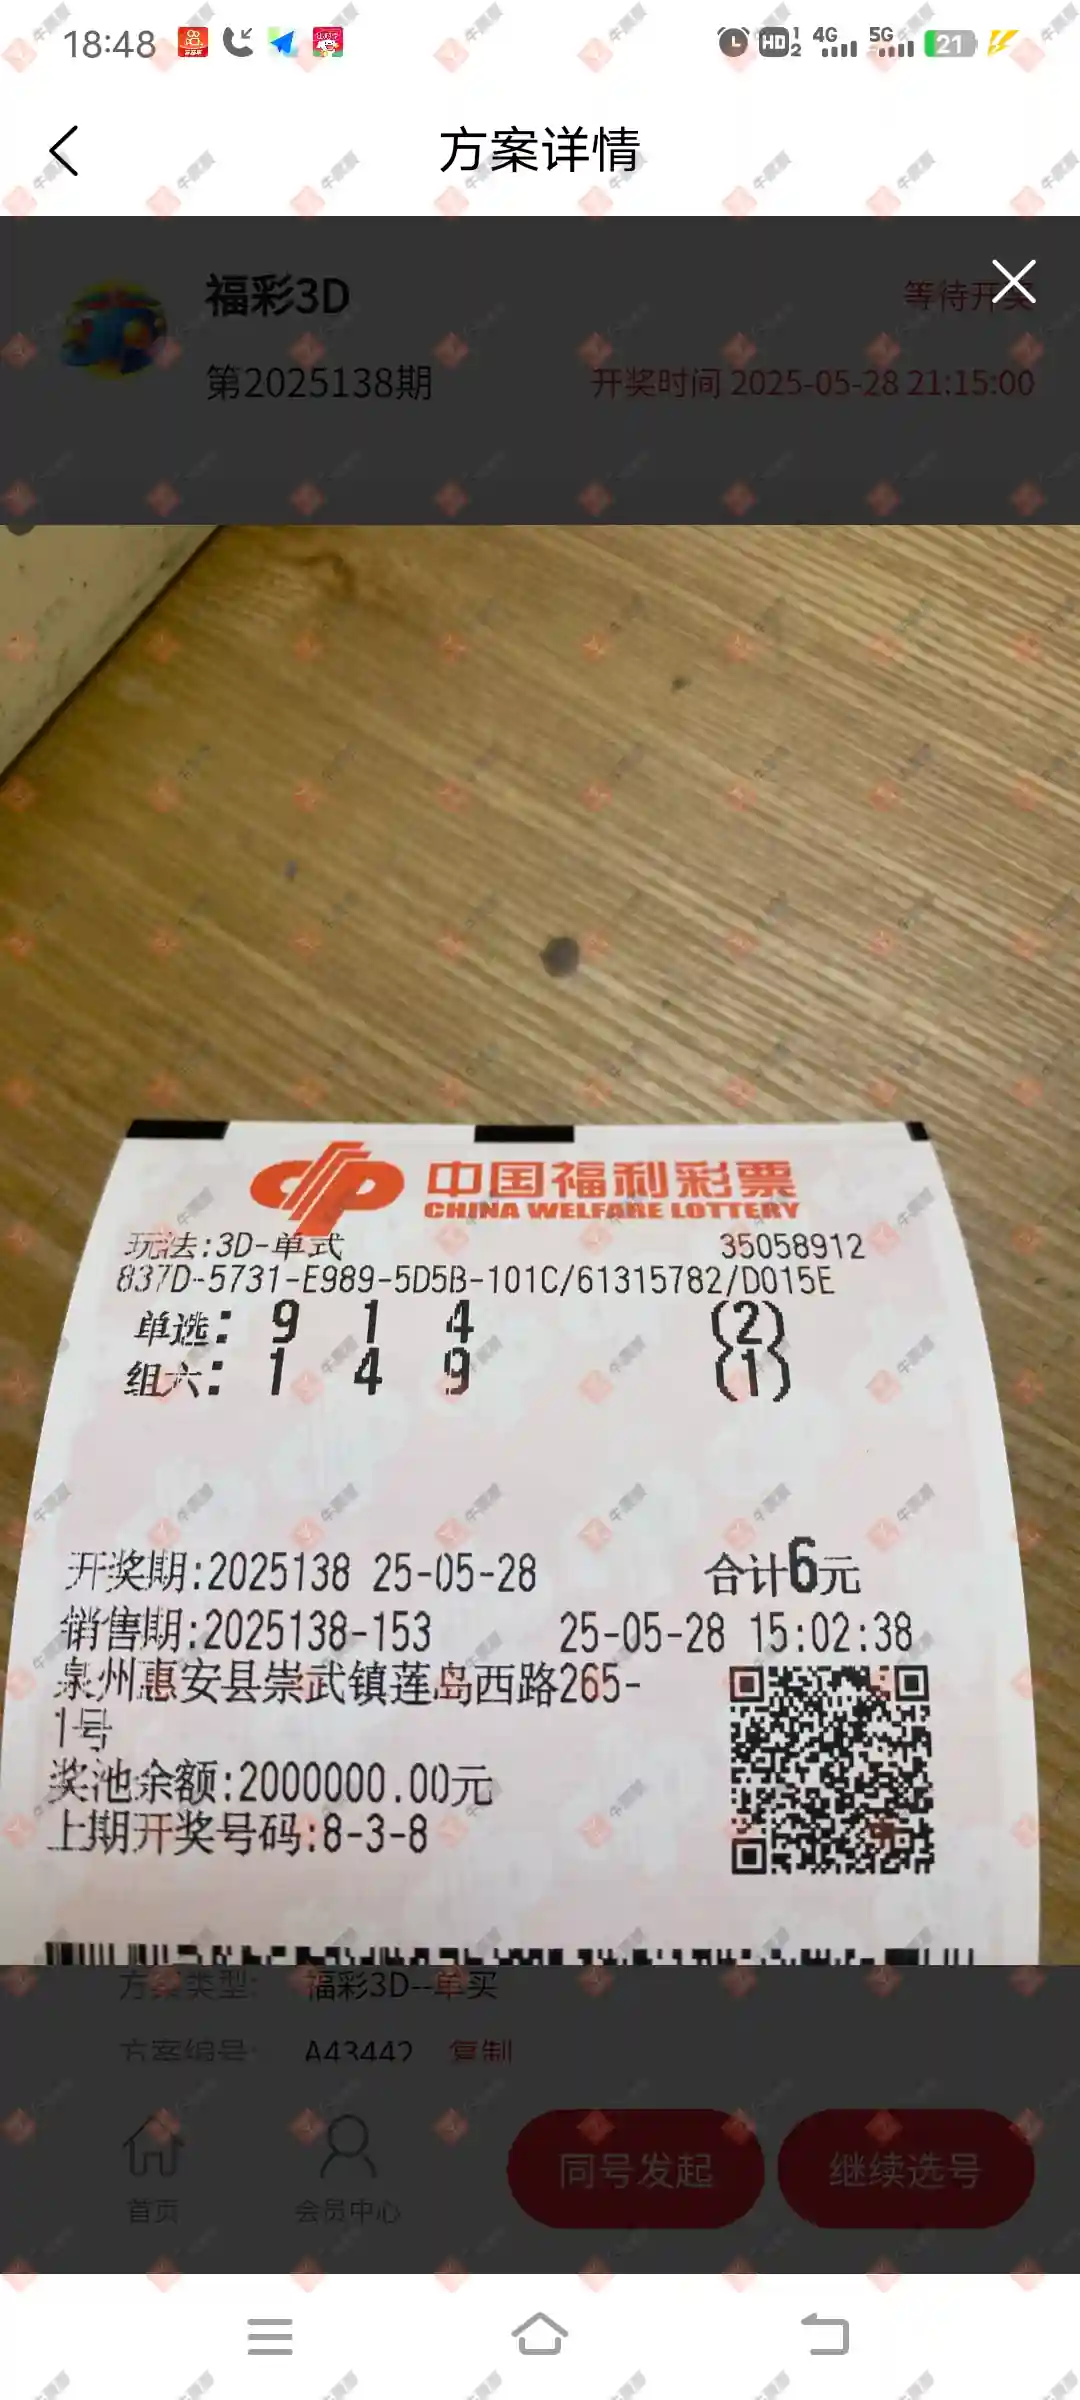 18:48
HD 1 2 4G 5G 21
方案详情
福彩3D
等待开奖
第2025138期
开奖时间 2025-05-28 21:15:00
中国福利彩票
CHINA WELFARE LOTTERY
玩法:3D-单式 35058912
837D-5731-E989-5D5B-101C/61315782/D015E
单选: 9 1 4 (2)
组六: 1 4 9 (1)
开奖期:2025138 25-05-28 合计6元
销售期:2025138-153 25-05-28 15:02:38
泉州惠安县崇武镇莲岛西路265-
1号
奖池余额:2000000.00元
上期开奖号码:8-3-8
方案类型: 福彩3D--单买
方案编号: A43442 复制
首页
会员中心
同号发起
继续选号